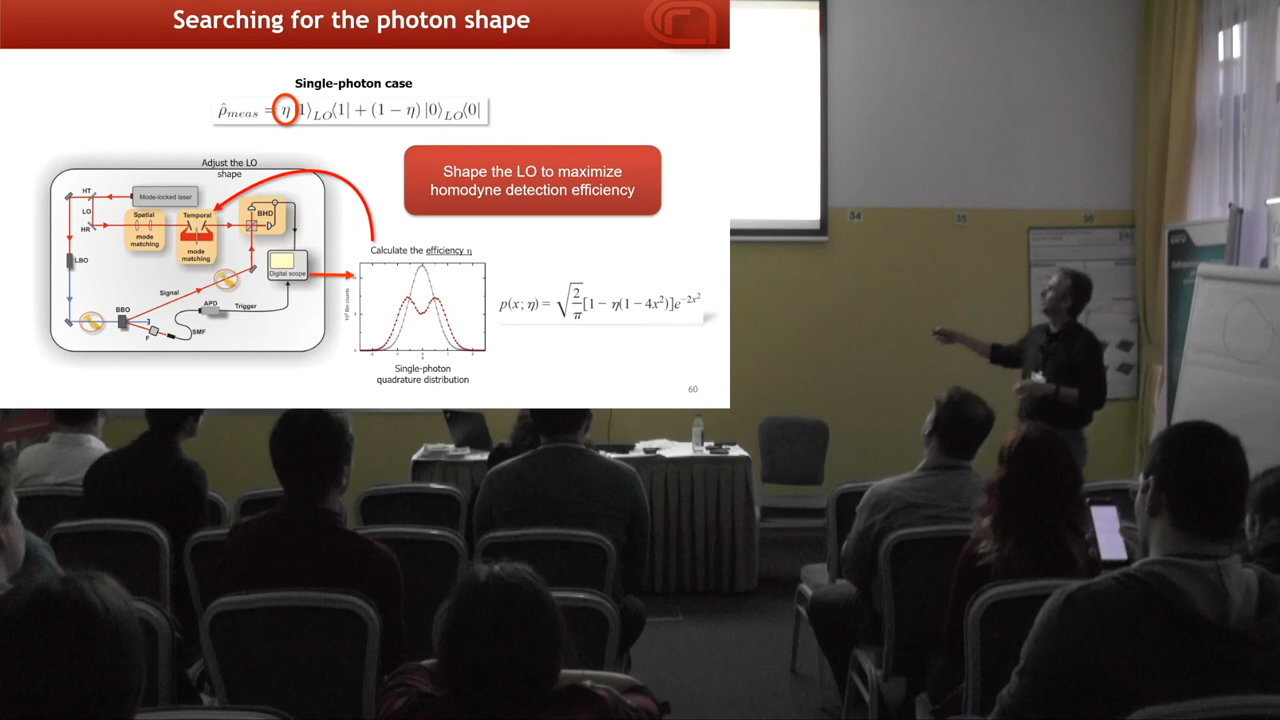 Searching for the photon shape
Single-photon case
ρ̂_meas = η|1⟩_LO⟨1| + (1 − η)|0⟩_LO⟨0|
Adjust the LO
shape
Shape the LO to maximize
homodyne detection efficiency
HT
Mode-locked laser
LO
HR
Spatial
mode
matching
Temporal
mode
matching
BHD
LBO
Digital scope
Signal
BBO
APD
Trigger
SMF
F
Calculate the efficiency η
p(x; η) = √(2/π)[1 − η(1 − 4x²)]e^{−2x²}
Single-photon
quadrature distribution
60
34
35
36